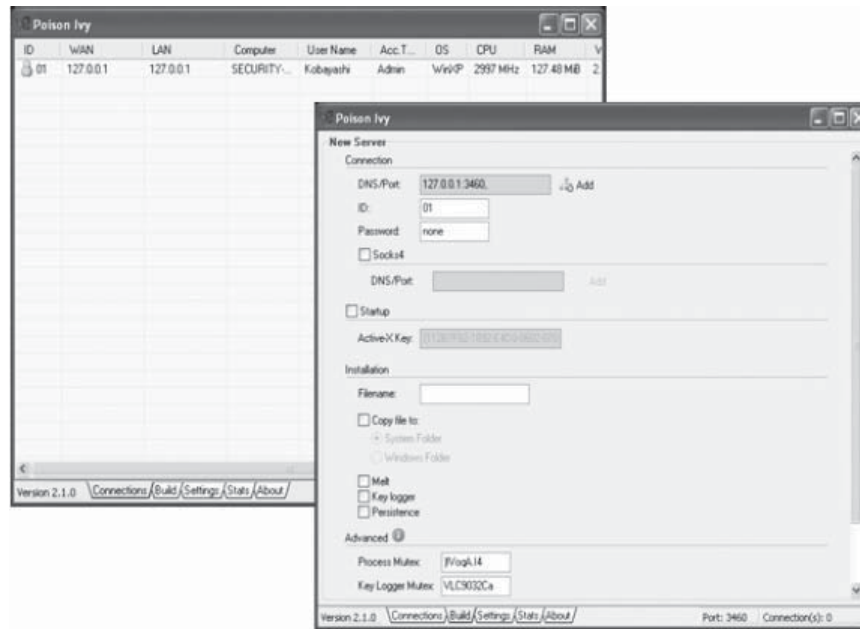 Poison Ivy
ID WAN LAN Computer User Name Acc.T... OS CPU RAM V
01 127.0.0.1 127.0.0.1 SECURITY-... Kobayashi Admin WinXP 2997 MHz 127.48 MiB 2.
Version 2.1.0 Connections Build Settings Stats About
Poison Ivy
New Server
Connection
DNS/Port: 127.0.0.1:3460, Add
ID: 01
Password: none
Socks4
DNS/Port: Add
Startup
Active-X Key:
Installation
Filename:
Copy file to:
System Folder
Windows Folder
Melt
Key logger
Persistence
Advanced
Process Mutex: )!VoqA.I4
Key Logger Mutex: VLC9032Ca
Version 2.1.0 Connections Build Settings Stats About Port: 3460 Connection(s): 0